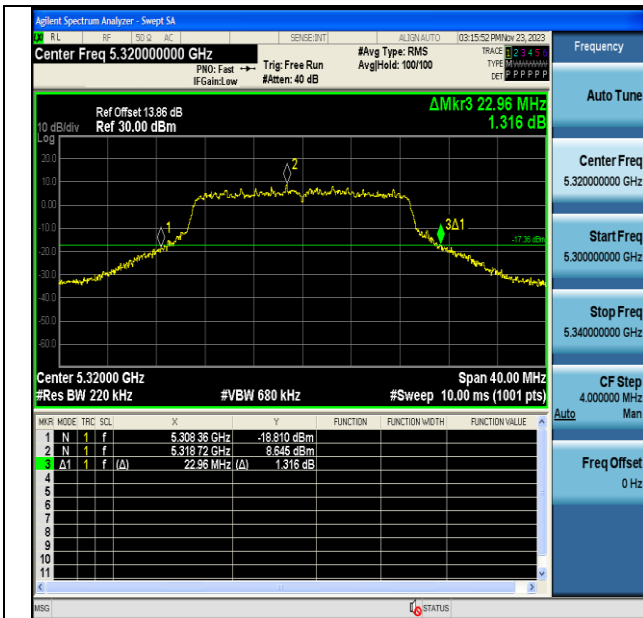 Agilent Spectrum Analyzer - Swept SA
RL RF 50 Ω AC SENSE:INT ALIGN AUTO 03:15:52 PM Nov 23, 2023
Center Freq 5.320000000 GHz
PNO: Fast
IFGain:Low
Trig: Free Run
#Atten: 40 dB
#Avg Type: RMS
Avg|Hold: 100/100
TRACE 1 2 3 4 5 6
TYPE M W W W W W
DET P P P P P P
Ref Offset 13.86 dB
Ref 30.00 dBm
10 dB/div
Log
ΔMkr3 22.96 MHz
1.316 dB
20.0
10.0
0.00
-10.0
-20.0
-30.0
-40.0
-50.0
-60.0
1
2
3Δ1
-17.36 dBm
Center 5.32000 GHz Span 40.00 MHz
#Res BW 220 kHz #VBW 680 kHz #Sweep 10.00 ms (1001 pts)
MKR MODE TRC SCL X Y FUNCTION FUNCTION WIDTH FUNCTION VALUE
1 N 1 f 5.308 36 GHz -18.810 dBm
2 N 1 f 5.318 72 GHz 8.645 dBm
3 Δ1 1 f (Δ) 22.96 MHz (Δ) 1.316 dB
4
5
6
7
8
9
10
11
MSG STATUS
Frequency
Auto Tune
Center Freq
5.320000000 GHz
Start Freq
5.300000000 GHz
Stop Freq
5.340000000 GHz
CF Step
4.000000 MHz
Auto Man
Freq Offset
0 Hz